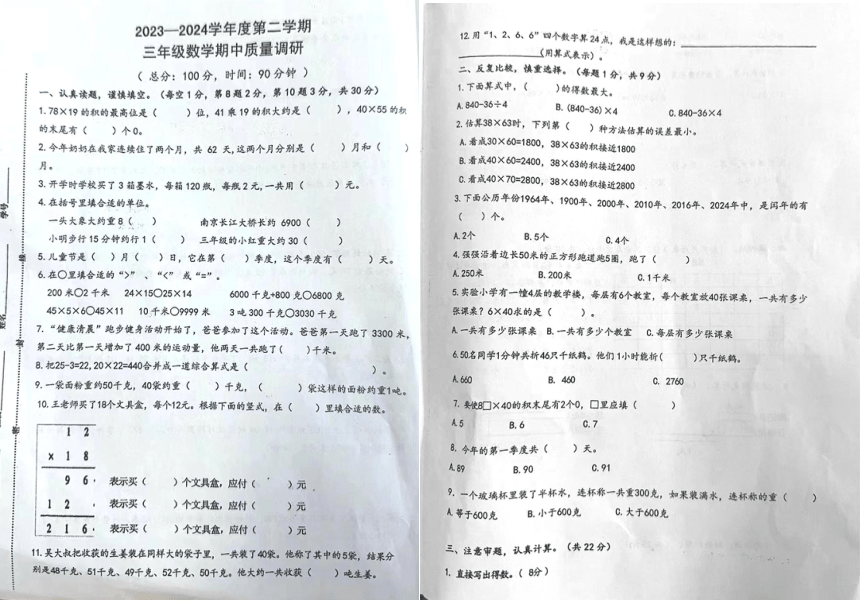 2023—2024学年度第二学期
三年级数学期中质量调研
( 总分: 100分, 时间: 90分钟 )
一、认真读题, 谨慎填空。(每空1分, 第8题2分, 第10题3分, 共30分)
1. 78×19的积的最高位是( )位, 41乘19的积大约是( ), 40×55的积
的末尾有( )个0。
2. 今年奶奶在我家连续住了两个月, 共 62 天, 这两个月分别是( )月和( )
月。
3. 开学时学校买了3箱墨水, 每箱120瓶, 每瓶2元, 一共用( )元。
4. 在括号里填合适的单位。
一头大象大约重8( ) 南京长江大桥长约 6900( )
小明步行15分钟约行1( ) 三年级的小红重大约30( )
5. 儿童节是( )月( )日, 它在第( )季度, 这个季度有( )天。
6. 在○里填合适的“>”、“<”或“=”。
200米○2千米 24×15○25×14 6000千克+800克○6800克
45×5×6○45×11 10千米○9999米 3吨300千克○3030千克
7. “健康清晨”跑步健身活动开始了, 爸爸参加了这个活动。爸爸第一天跑了3300米,
第二天比第一天增加了400米的运动量, 他两天一共跑了( )千米。
8. 把25-3=22, 20×22=440合并成一道综合算式是( )。
9. 一袋面粉重约50千克, 40袋约重( )千克, ( )袋这样的面粉约重1吨。
10. 王老师买了18个文具盒, 每个12元。根据下面的竖式, 在( )里填合适的数。
1 2
× 1 8
9 6 表示买( )个文具盒, 应付( )元
1 2 表示买( )个文具盒, 应付( )元
2 1 6 表示买( )个文具盒, 应付( )元
11. 吴大叔把收获的生姜装在同样大的袋子里, 一共装了40袋。他称了其中的5袋, 结果分
别是48千克、51千克、49千克、52千克、50千克。他大约一共收获( )吨生姜。
学号
姓名
12. 用“1、2、6、6”四个数字算24点, 我是这样想的:
(用算式表示)。
二、反复比较, 慎重选择。(每题1分, 共9分)
1. 下面算式中, ( )的得数最大。
A. 840-36÷4 B. (840-36)×4 C. 840-36×4
2. 估算38×63时, 下列第( )种方法估算的误差最小。
A. 看成30×60=1800, 38×63的积接近1800
B. 看成40×60=2400, 38×63的积接近2400
C. 看成40×70=2800, 38×63的积接近2800
3. 下面公历年份1964年、1900年、2000年、2010年、2016年、2024年中, 是闰年的有
( )个。
A. 2个 B. 5个 C. 4个
4. 强强沿着边长50米的正方形跑道跑5圈, 跑了( )
A. 250米 B. 200米 C. 1千米
5. 实验小学有一幢4层的教学楼, 每层有6个教室, 每个教室放40张课桌, 一共有多少
张课桌? 6×40求的是( )。
A. 一共有多少张课桌 B. 一共有多少个教室 C. 每层有多少张课桌
6. 50名同学1分钟共折46只千纸鹤。他们1小时能折( )只千纸鹤。
A. 660 B. 460 C. 2760
7. 要使8□×40的积末尾有2个0, □里应填( )
A. 5 B. 6 C. 7
8. 今年的第一季度共( )天。
A. 89 B. 90 C. 91
9. 一个玻璃杯里装了半杯水, 连杯称一共重300克, 如果装满水, 连杯称的重( )
A. 等于600克 B. 小于600克 C. 大于600克
三、注意审题, 认真计算。(共22分)
1. 直接写出得数。( 8分)